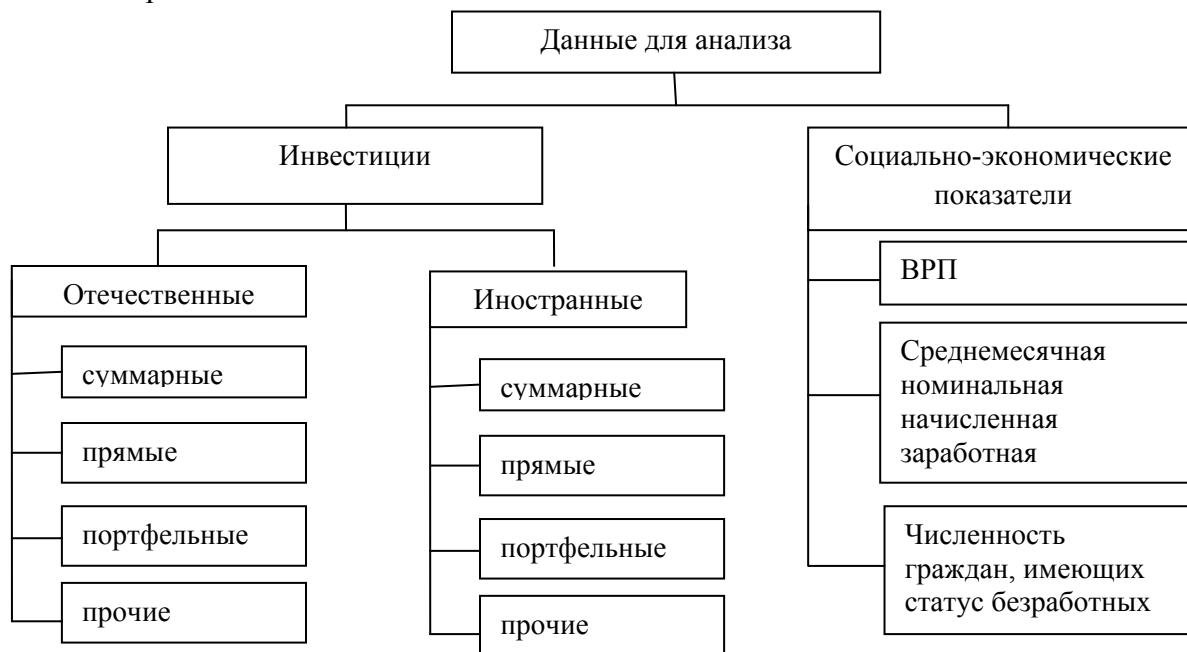 Данные для анализа
Инвестиции
Социально-экономические
показатели
Отечественные
суммарные
прямые
портфельные
прочие
Иностранные
суммарные
прямые
портфельные
прочие
ВРП
Среднемесячная
номинальная
начисленная
заработная
Численность
граждан, имеющих
статус безработных